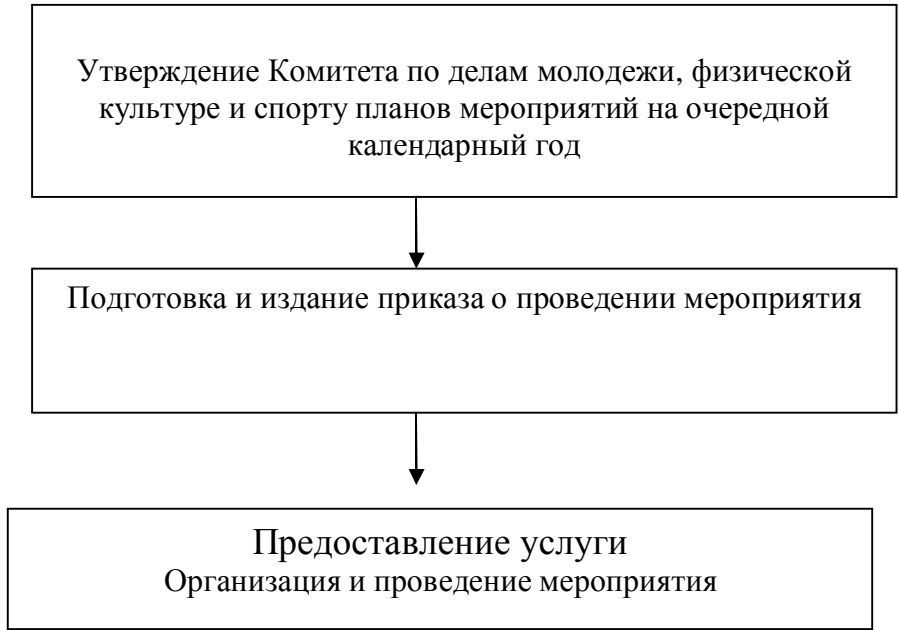 Утверждение Комитета по делам молодежи, физической
культуре и спорту планов мероприятий на очередной
календарный год
Подготовка и издание приказа о проведении мероприятия
Предоставление услуги
Организация и проведение мероприятия